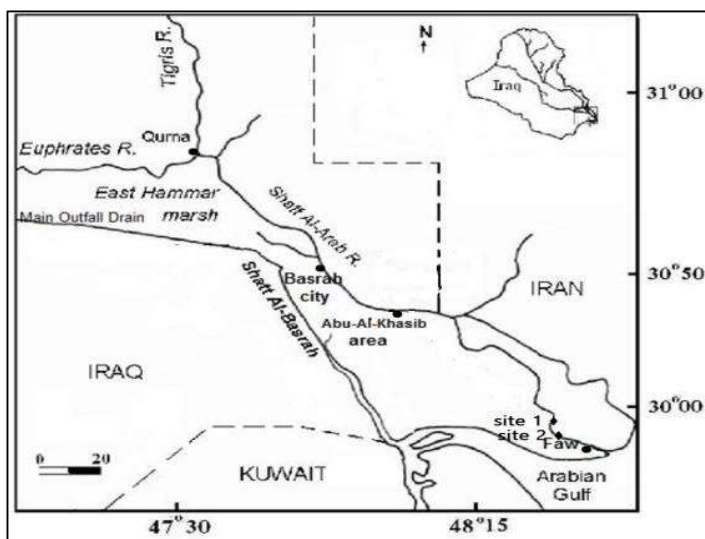 N
Tigris R.
Iraq
31°00
Qurna
Euphrates R.
East Hammar
marsh
Main Outfall Drain
Shatt Al-Arab R.
Basrah
city
30°50
IRAN
Shatt Al-Basrah
Abu-Al-Khasib
area
IRAQ
30°00
site 1
site 2
Faw
0 20
KUWAIT
Arabian
Gulf
47°30
48°15